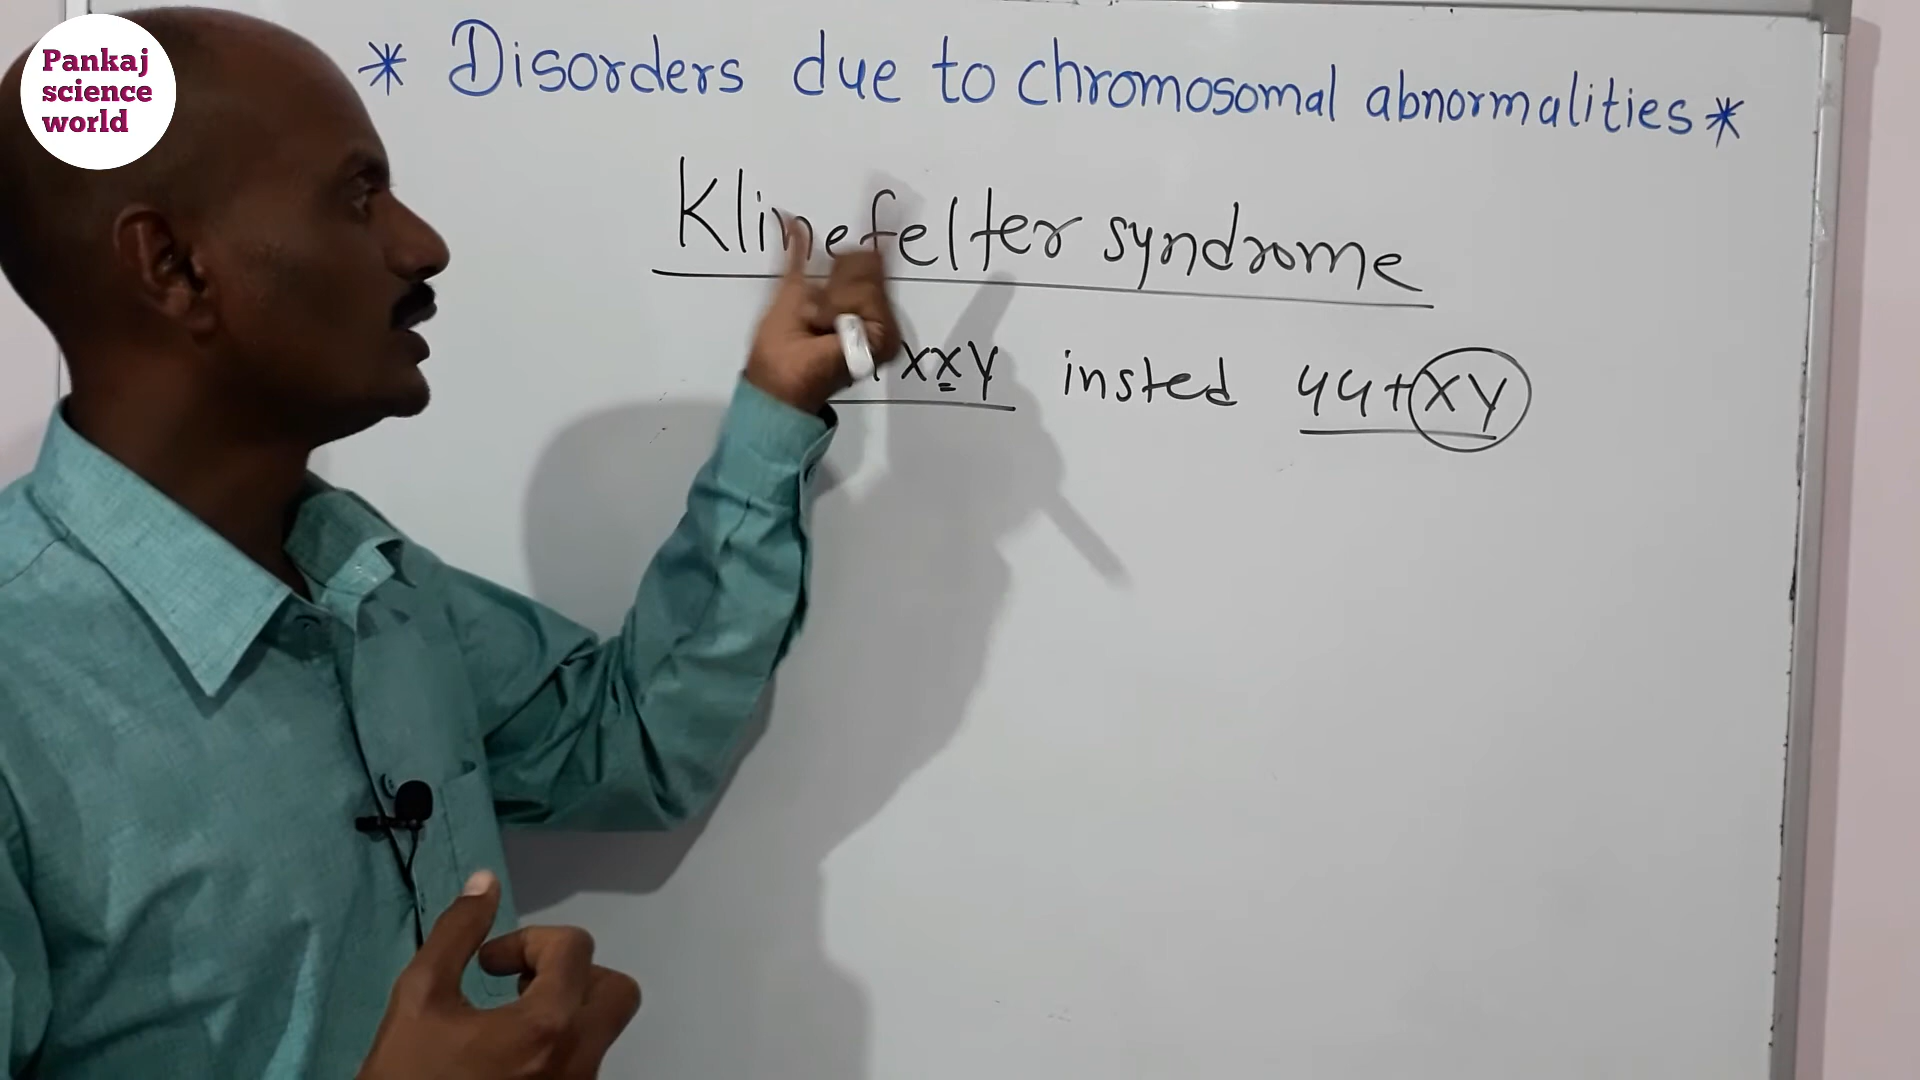 Pankaj
science
world
* Disorders due to chromosomal abnormalities *
Klinefelter syndrome
xxy insted 44+xy